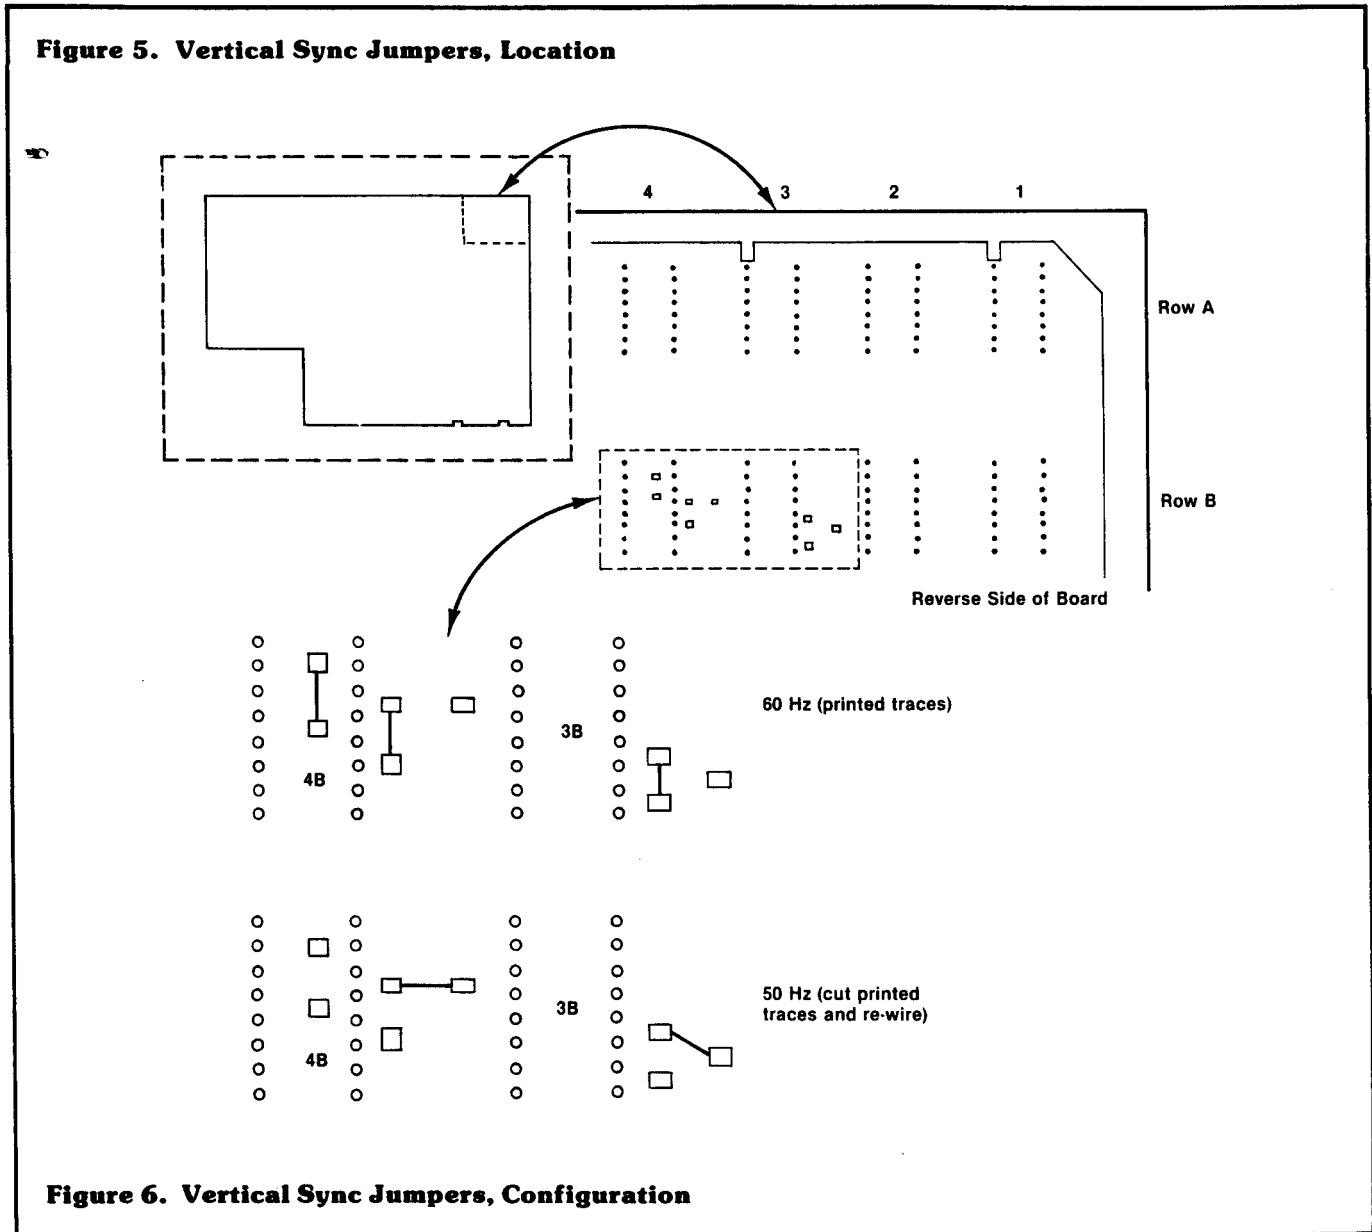 Figure 5. Vertical Sync Jumpers, Location
4 3 2 1
Row A
Row B
Reverse Side of Board
60 Hz (printed traces)
3B
4B
50 Hz (cut printed
traces and re-wire)
3B
4B
Figure 6. Vertical Sync Jumpers, Configuration